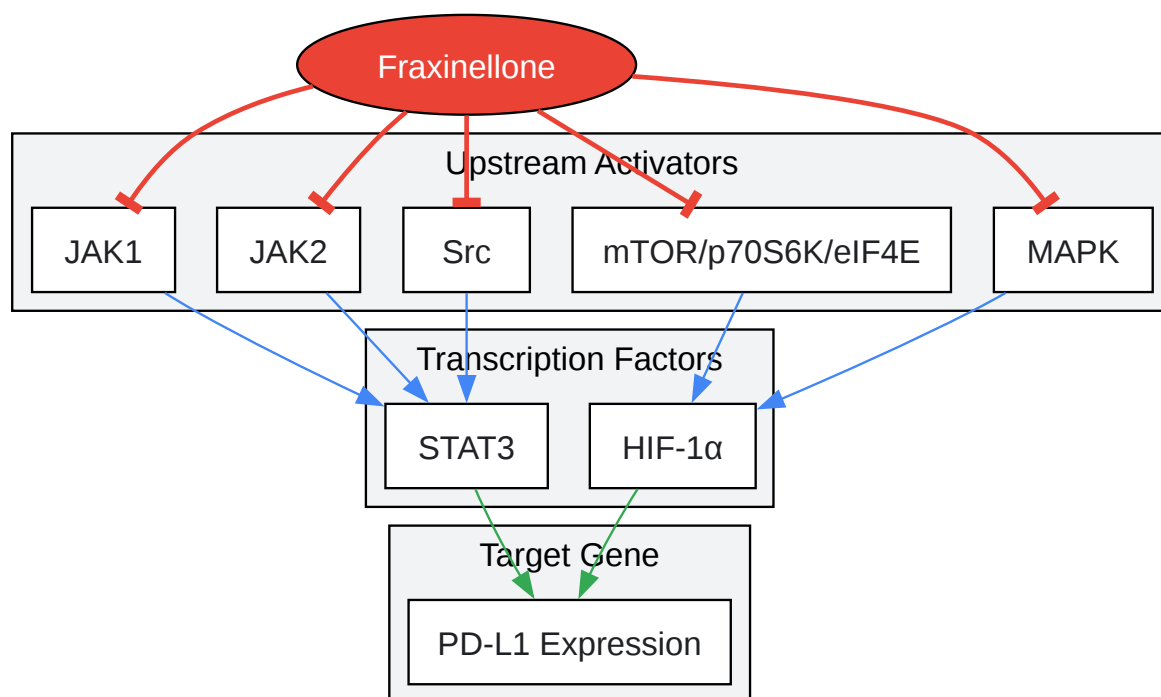 Fraxinellone
Upstream Activators
JAK1
JAK2
Src
mTOR/p70S6K/eIF4E
MAPK
Transcription Factors
STAT3
HIF-1α
Target Gene
PD-L1 Expression